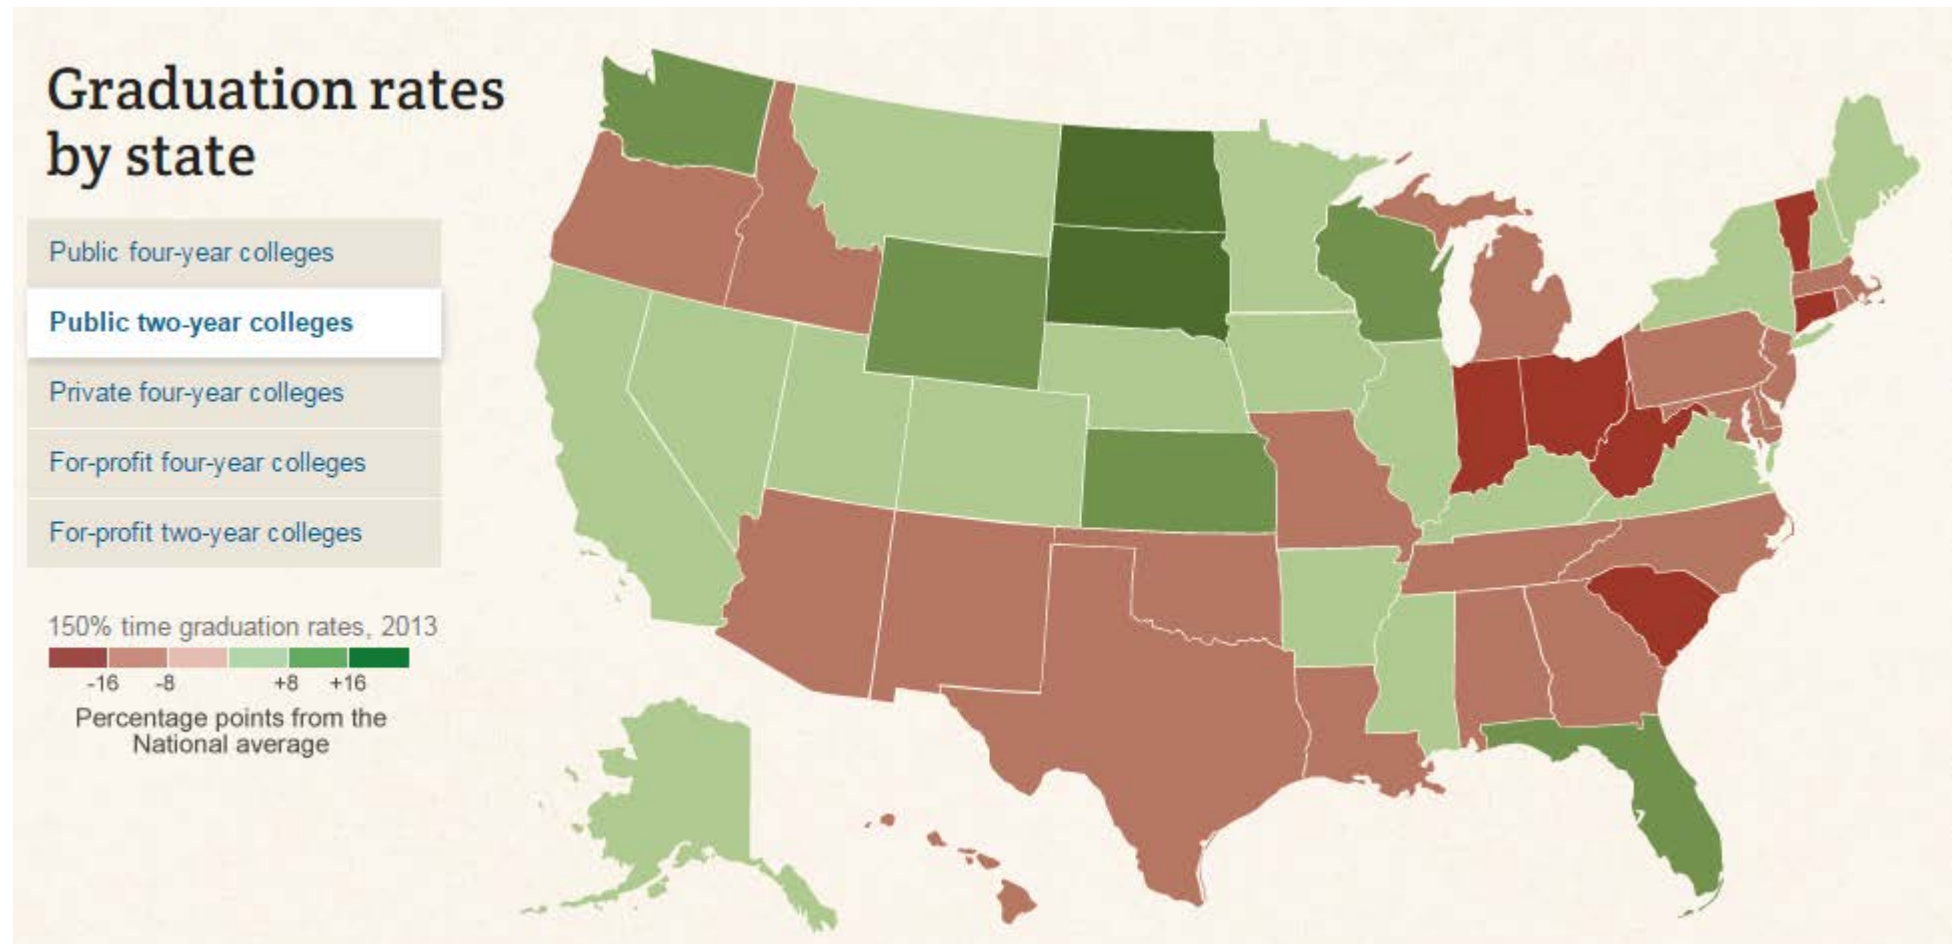 Graduation rates
by state
Public four-year colleges
Public two-year colleges
Private four-year colleges
For-profit four-year colleges
For-profit two-year colleges
150% time graduation rates, 2013
-16 -8 +8 +16
Percentage points from the
National average